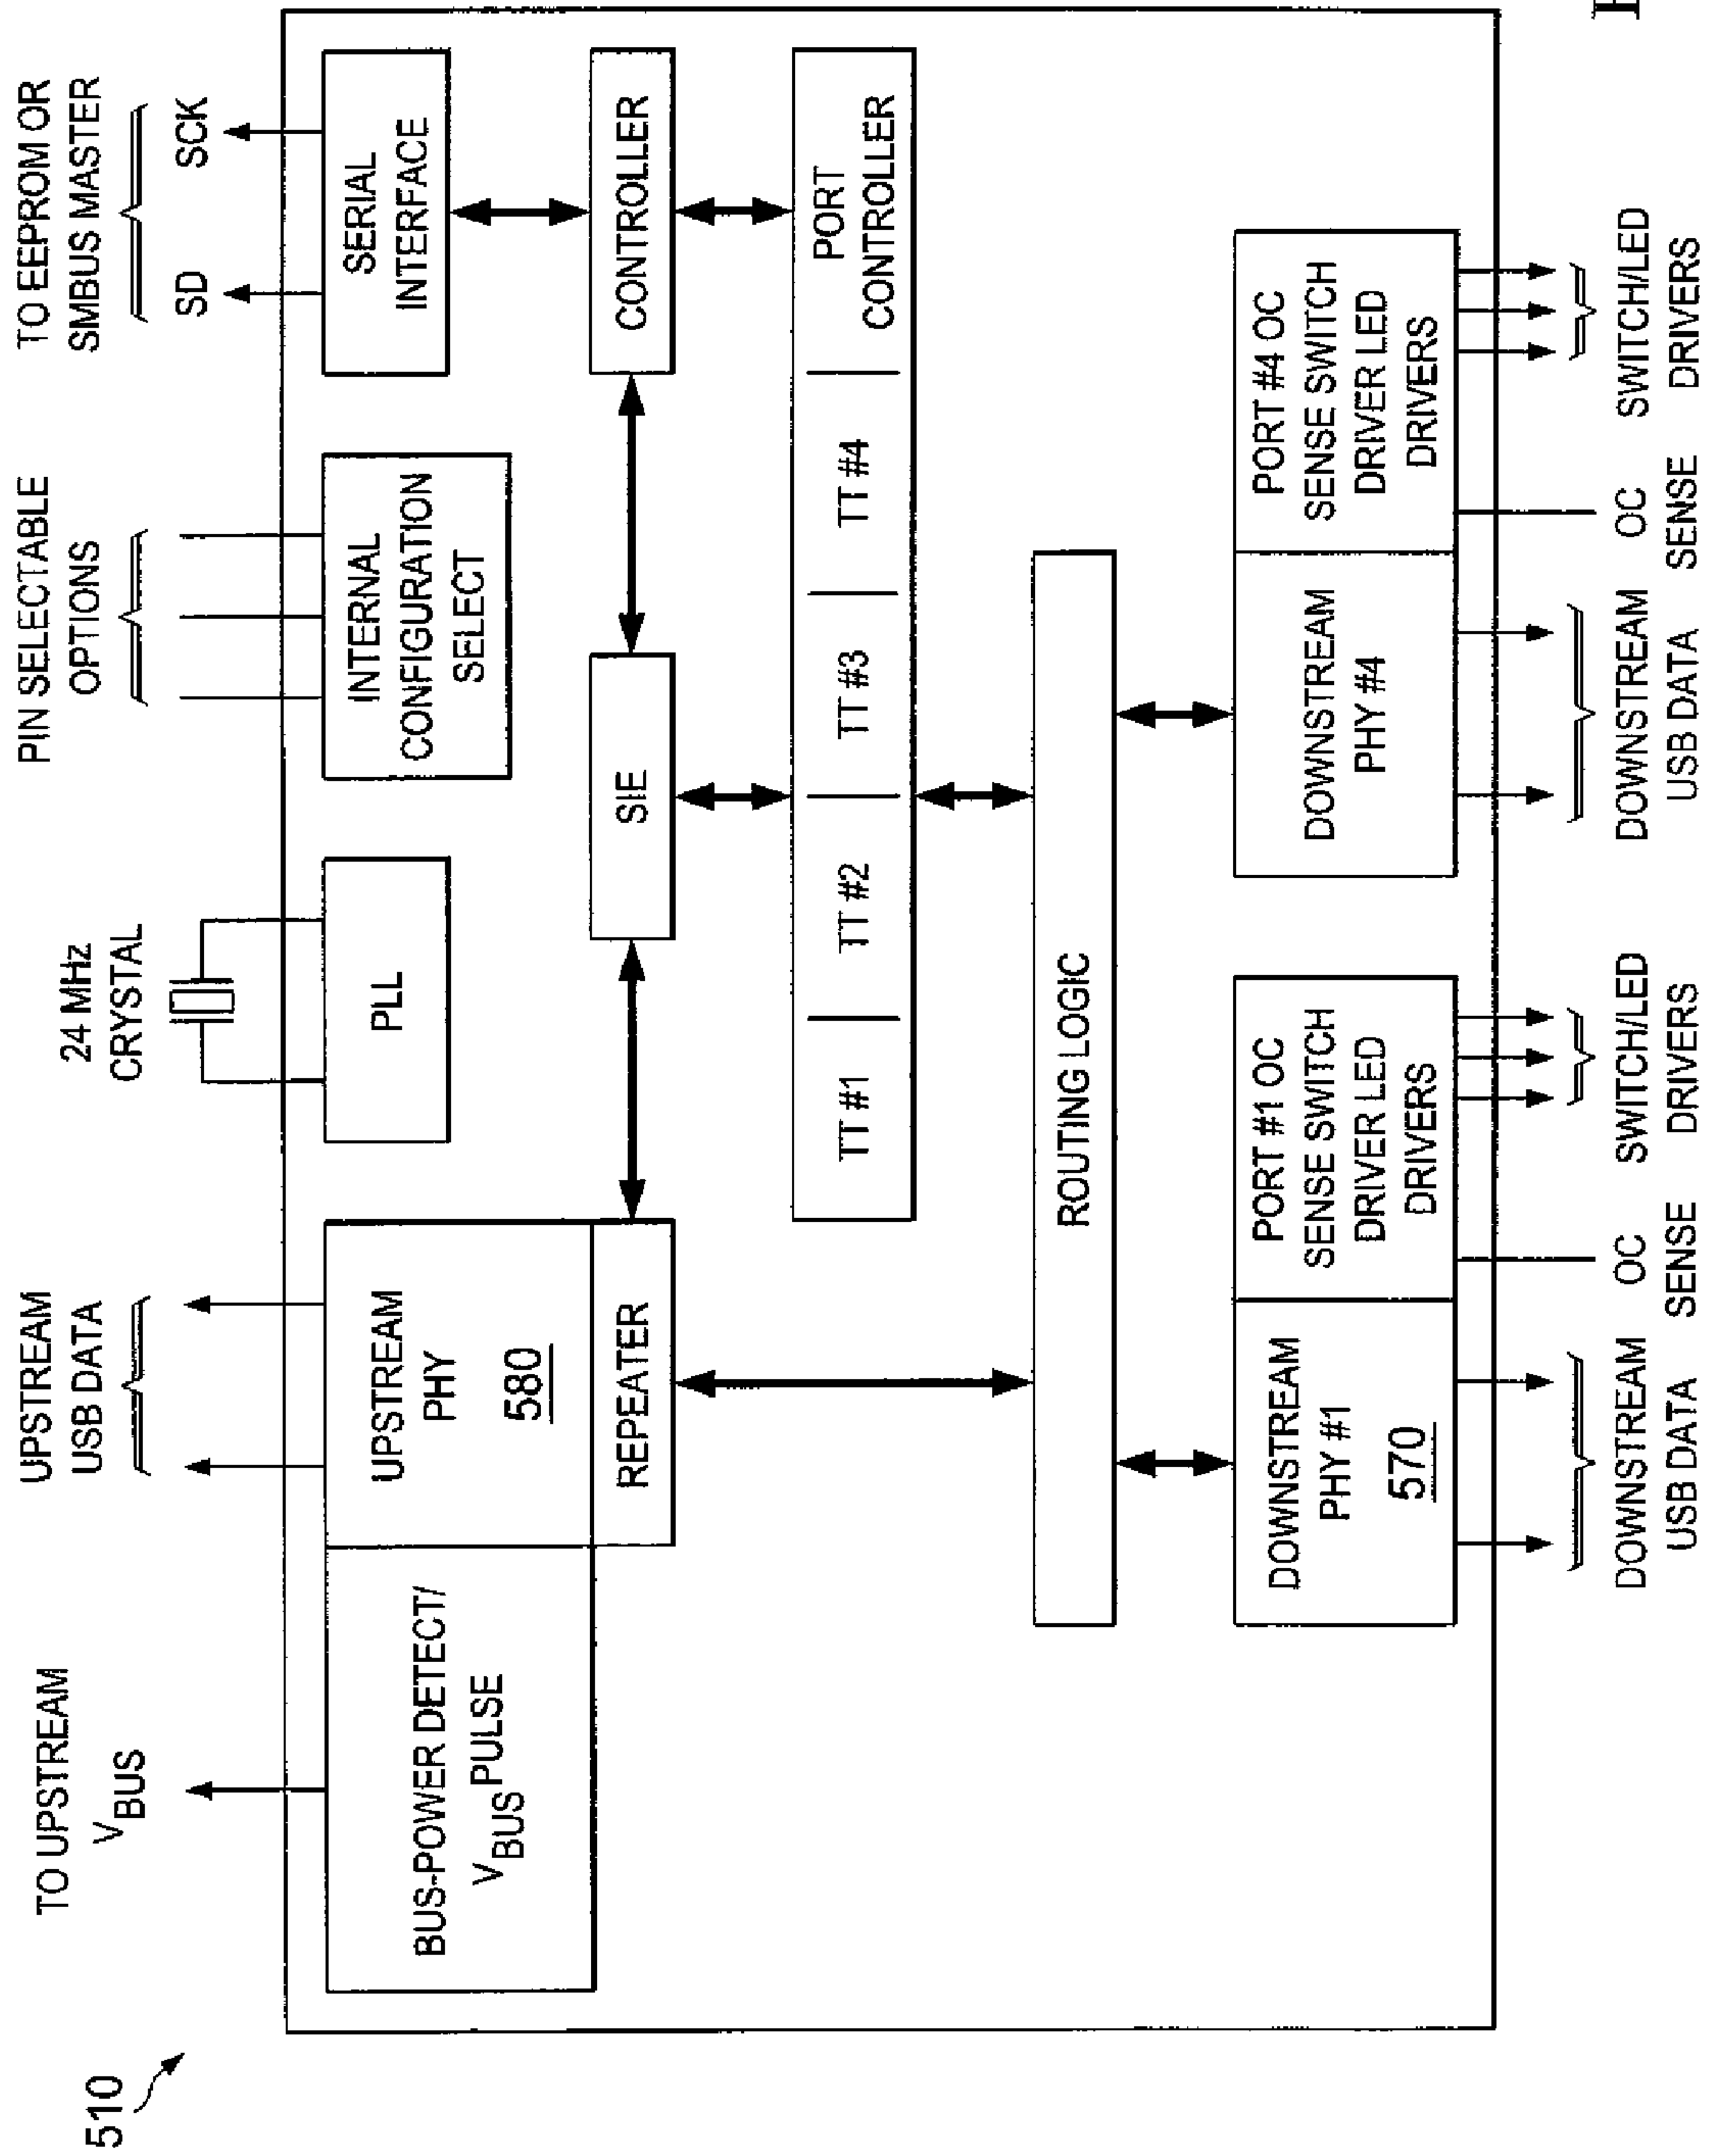 510
TO UPSTREAM
VBUS
UPSTREAM
USB DATA
24 MHz
CRYSTAL
PIN SELECTABLE
OPTIONS
TO EEPROM OR
SMBUS MASTER
SD
SCK
BUS-POWER DETECT/
VBUS PULSE
UPSTREAM
PHY
580
REPEATER
PLL
INTERNAL
CONFIGURATION
SELECT
SERIAL
INTERFACE
SIE
CONTROLLER
TT #1
TT #2
TT #3
TT #4
PORT
CONTROLLER
ROUTING LOGIC
DOWNSTREAM
PHY #1
570
PORT #1 OC
SENSE SWITCH
DRIVER LED
DRIVERS
DOWNSTREAM
PHY #4
PORT #4 OC
SENSE SWITCH
DRIVER LED
DRIVERS
DOWNSTREAM
USB DATA
OC
SENSE
SWITCH/LED
DRIVERS
DOWNSTREAM
USB DATA
OC
SENSE
SWITCH/LED
DRIVERS